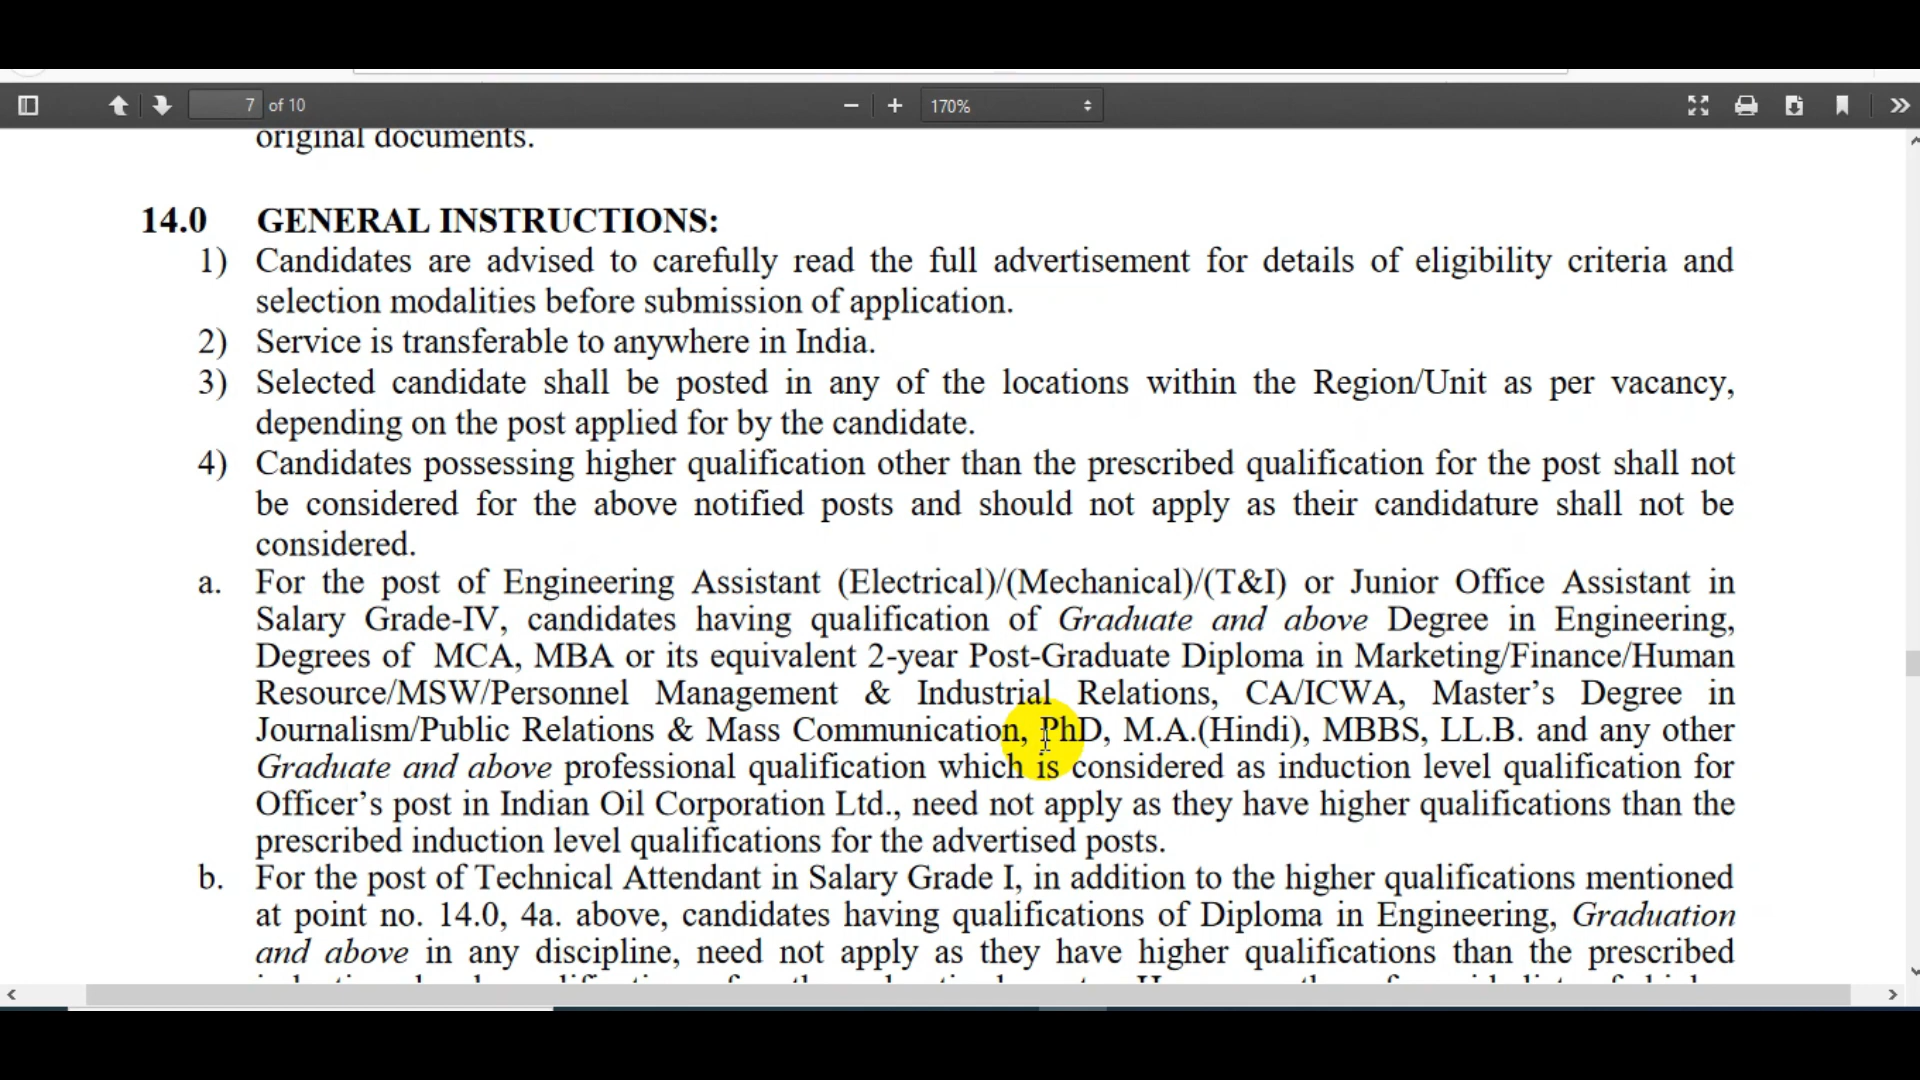 7 of 10
170%
original documents.
14.0 GENERAL INSTRUCTIONS:
1) Candidates are advised to carefully read the full advertisement for details of eligibility criteria and
selection modalities before submission of application.
2) Service is transferable to anywhere in India.
3) Selected candidate shall be posted in any of the locations within the Region/Unit as per vacancy,
depending on the post applied for by the candidate.
4) Candidates possessing higher qualification other than the prescribed qualification for the post shall not
be considered for the above notified posts and should not apply as their candidature shall not be
considered.
a. For the post of Engineering Assistant (Electrical)/(Mechanical)/(T&I) or Junior Office Assistant in
Salary Grade-IV, candidates having qualification of Graduate and above Degree in Engineering,
Degrees of MCA, MBA or its equivalent 2-year Post-Graduate Diploma in Marketing/Finance/Human
Resource/MSW/Personnel Management & Industrial Relations, CA/ICWA, Master’s Degree in
Journalism/Public Relations & Mass Communication, PhD, M.A.(Hindi), MBBS, LL.B. and any other
Graduate and above professional qualification which is considered as induction level qualification for
Officer’s post in Indian Oil Corporation Ltd., need not apply as they have higher qualifications than the
prescribed induction level qualifications for the advertised posts.
b. For the post of Technical Attendant in Salary Grade I, in addition to the higher qualifications mentioned
at point no. 14.0, 4a. above, candidates having qualifications of Diploma in Engineering, Graduation
and above in any discipline, need not apply as they have higher qualifications than the prescribed